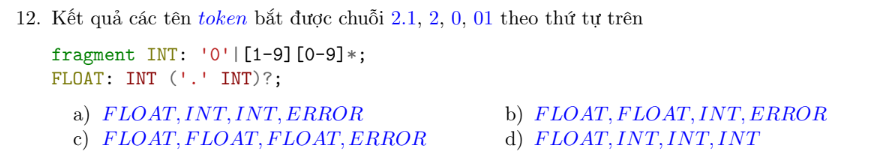 12. Kết quả các tên token bắt được chuỗi 2.1, 2, 0, 01 theo thứ tự trên
fragment INT: '0'|[1-9][0-9]*;
FLOAT: INT ('.' INT)?;
a) FLOAT, INT, INT, ERROR b) FLOAT, FLOAT, INT, ERROR
c) FLOAT, FLOAT, FLOAT, ERROR d) FLOAT, INT, INT, INT